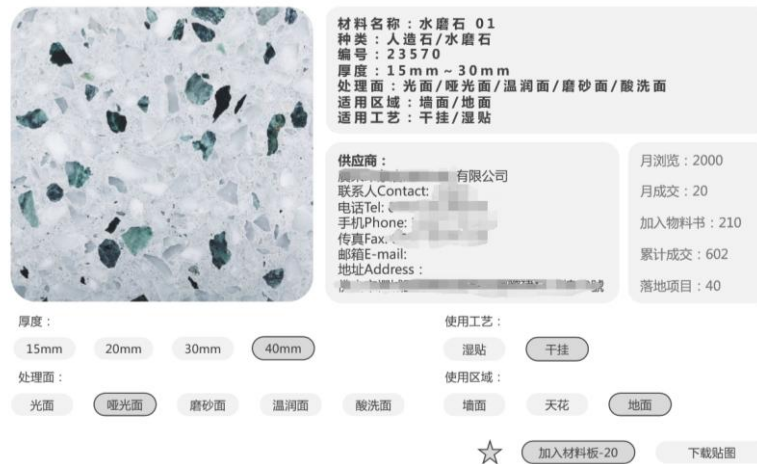 材料名称：水磨石 01
种类：人造石/水磨石
编号：23570
厚度：15mm～30mm
处理面：光面/哑光面/温润面/磨砂面/酸洗面
适用区域：墙面/地面
适用工艺：干挂/湿贴
供应商：
有限公司
联系人Contact:
电话Tel:
手机Phone:
传真Fax:
邮箱E-mail:
地址Address：
號
月浏览：2000
月成交：20
加入物料书：210
累计成交：602
落地项目：40
厚度：
15mm 20mm 30mm 40mm
处理面：
光面 哑光面 磨砂面 温润面 酸洗面
使用工艺：
湿贴 干挂
使用区域：
墙面 天花 地面
加入材料板-20 下载贴图